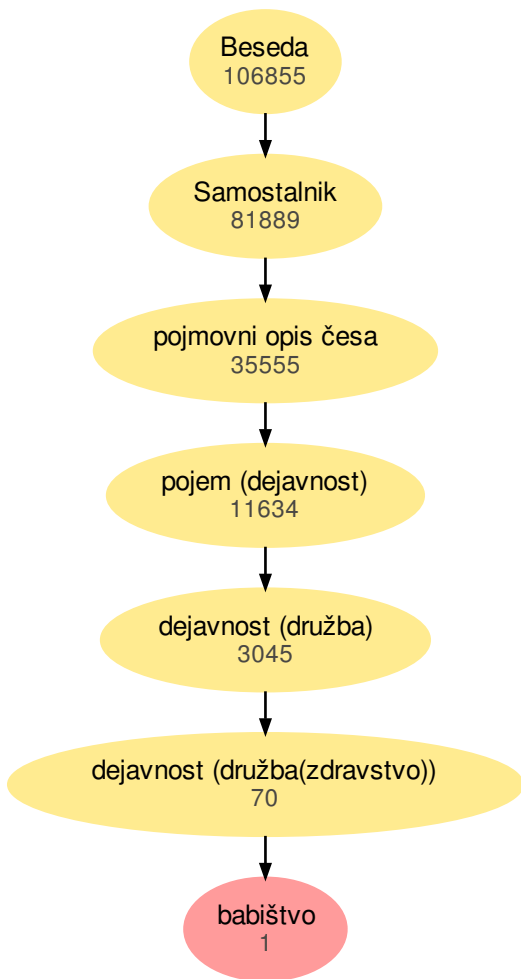 Beseda
106855
Samostalnik
81889
pojmovni opis česa
35555
pojem (dejavnost)
11634
dejavnost (družba)
3045
dejavnost (družba(zdravstvo))
70
babištvo
1